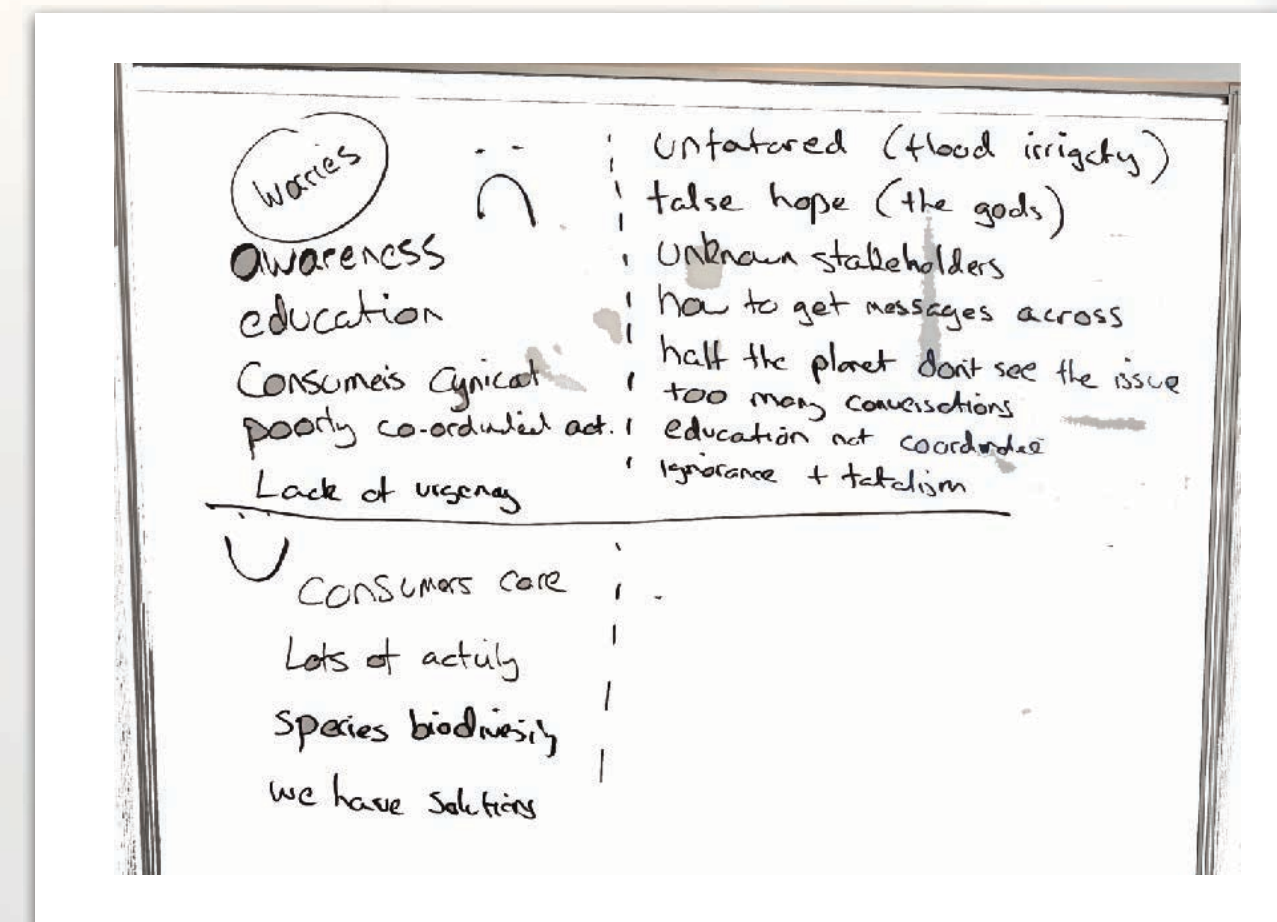 worries
awareness
education
Consumers Cynical
poorly co-ordinated act.
Lack of urgency
(flood irrigaty)
false hope (the gods)
unknown stakeholders
how to get messages across
half the planet don't see the issue
too many conversations
education not coordinated
ignorance + fatalism
Consumers care
Lots of activity
Species biodiversity
we have solutions